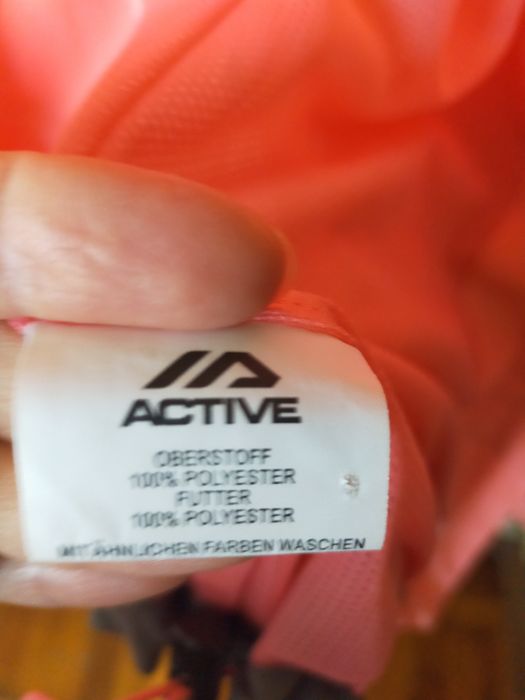 ACTIVE
OBERSTOFF
100% POLYESTER
FUTTER
100% POLYESTER
MIT ÄHNLICHEN FARBEN WASCHEN